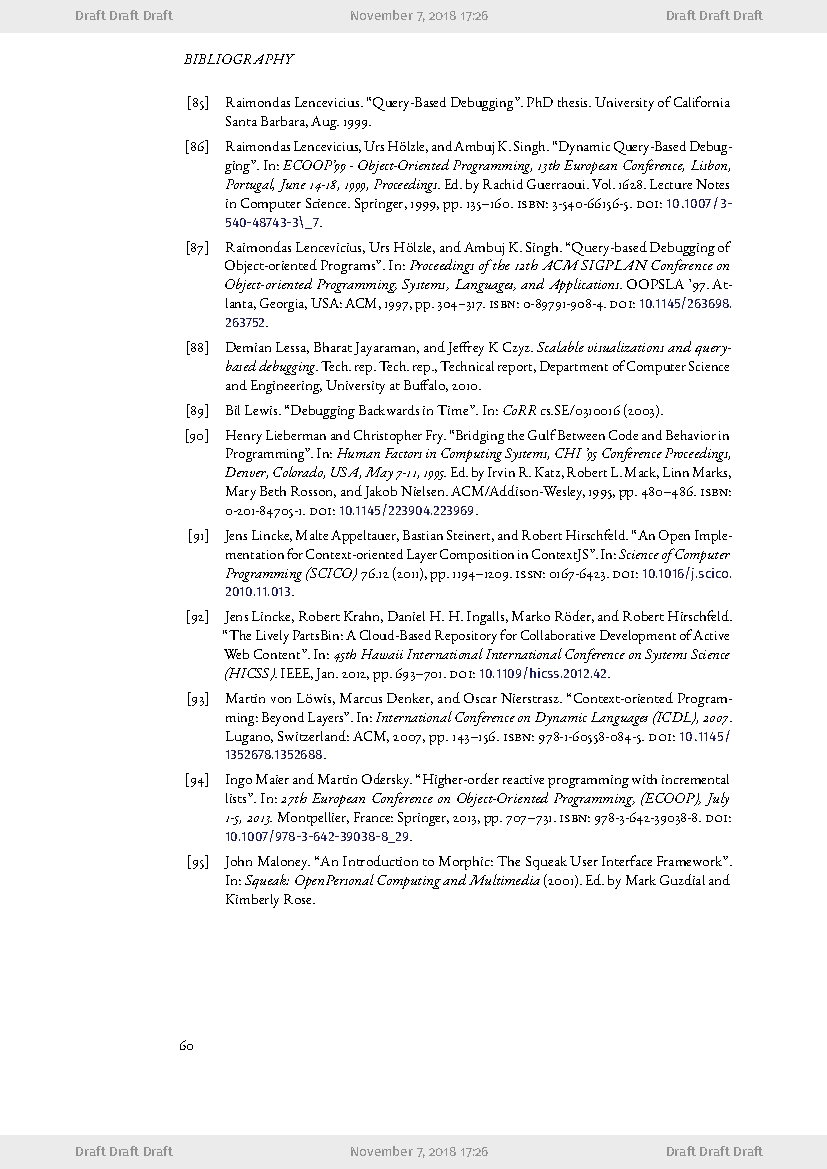 Draft Draft Draft November 7, 2018 17:26 Draft Draft Draft
BIBLIOGRAPHY
[85] Raimondas Lencevicius. “Query-Based Debugging”. PhD thesis. University of California
Santa Barbara, Aug. 1999.
[86] Raimondas Lencevicius, Urs Hölzle, and Ambuj K. Singh. “Dynamic Query-Based Debug-
ging”. In: ECOOP’99 - Object-Oriented Programming, 13th European Conference, Lisbon,
Portugal, June 14-18, 1999, Proceedings. Ed. by Rachid Guerraoui. Vol. 1628. Lecture Notes
in Computer Science. Springer, 1999, pp. 135–160. ISBN: 3-540-66156-5. DOI: 10.1007/3-
540-48743-3\_7.
[87] Raimondas Lencevicius, Urs Hölzle, and Ambuj K. Singh. “Query-based Debugging of
Object-oriented Programs”. In: Proceedings of the 12th ACM SIGPLAN Conference on
Object-oriented Programming, Systems, Languages, and Applications. OOPSLA ’97. At-
lanta, Georgia, USA: ACM, 1997, pp. 304–317. ISBN: 0-89791-908-4. DOI: 10.1145/263698.
263752.
[88] Demian Lessa, Bharat Jayaraman, and Jeffrey K Czyz. Scalable visualizations and query-
based debugging. Tech. rep. Tech. rep., Technical report, Department of Computer Science
and Engineering, University at Buffalo, 2010.
[89] Bil Lewis. “Debugging Backwards in Time”. In: CoRR cs.SE/0310016 (2003).
[90] Henry Lieberman and Christopher Fry. “Bridging the Gulf Between Code and Behavior in
Programming”. In: Human Factors in Computing Systems, CHI ’95 Conference Proceedings,
Denver, Colorado, USA, May 7-11, 1995. Ed. by Irvin R. Katz, Robert L. Mack, Linn Marks,
Mary Beth Rosson, and Jakob Nielsen. ACM/Addison-Wesley, 1995, pp. 480–486. ISBN:
0-201-84705-1. DOI: 10.1145/223904.223969.
[91] Jens Lincke, Malte Appeltauer, Bastian Steinert, and Robert Hirschfeld. “An Open Imple-
mentation for Context-oriented Layer Composition in ContextJS”. In: Science of Computer
Programming (SCICO) 76.12 (2011), pp. 1194–1209. ISSN: 0167-6423. DOI: 10.1016/j.scico.
2010.11.013.
[92] Jens Lincke, Robert Krahn, Daniel H. H. Ingalls, Marko Röder, and Robert Hirschfeld.
“The Lively PartsBin: A Cloud-Based Repository for Collaborative Development of Active
Web Content”. In: 45th Hawaii International International Conference on Systems Science
(HICSS). IEEE, Jan. 2012, pp. 693–701. DOI: 10.1109/hicss.2012.42.
[93] Martin von Löwis, Marcus Denker, and Oscar Nierstrasz. “Context-oriented Program-
ming: Beyond Layers”. In: International Conference on Dynamic Languages (ICDL), 2007.
Lugano, Switzerland: ACM, 2007, pp. 143–156. ISBN: 978-1-60558-084-5. DOI: 10.1145/
1352678.1352688.
[94] Ingo Maier and Martin Odersky. “Higher-order reactive programming with incremental
lists”. In: 27th European Conference on Object-Oriented Programming, (ECOOP), July
1-5, 2013. Montpellier, France: Springer, 2013, pp. 707–731. ISBN: 978-3-642-39038-8. DOI:
10.1007/978-3-642-39038-8_29.
[95] John Maloney. “An Introduction to Morphic: The Squeak User Interface Framework”.
In: Squeak: OpenPersonal Computing and Multimedia (2001). Ed. by Mark Guzdial and
Kimberly Rose.
60
Draft Draft Draft November 7, 2018 17:26 Draft Draft Draft